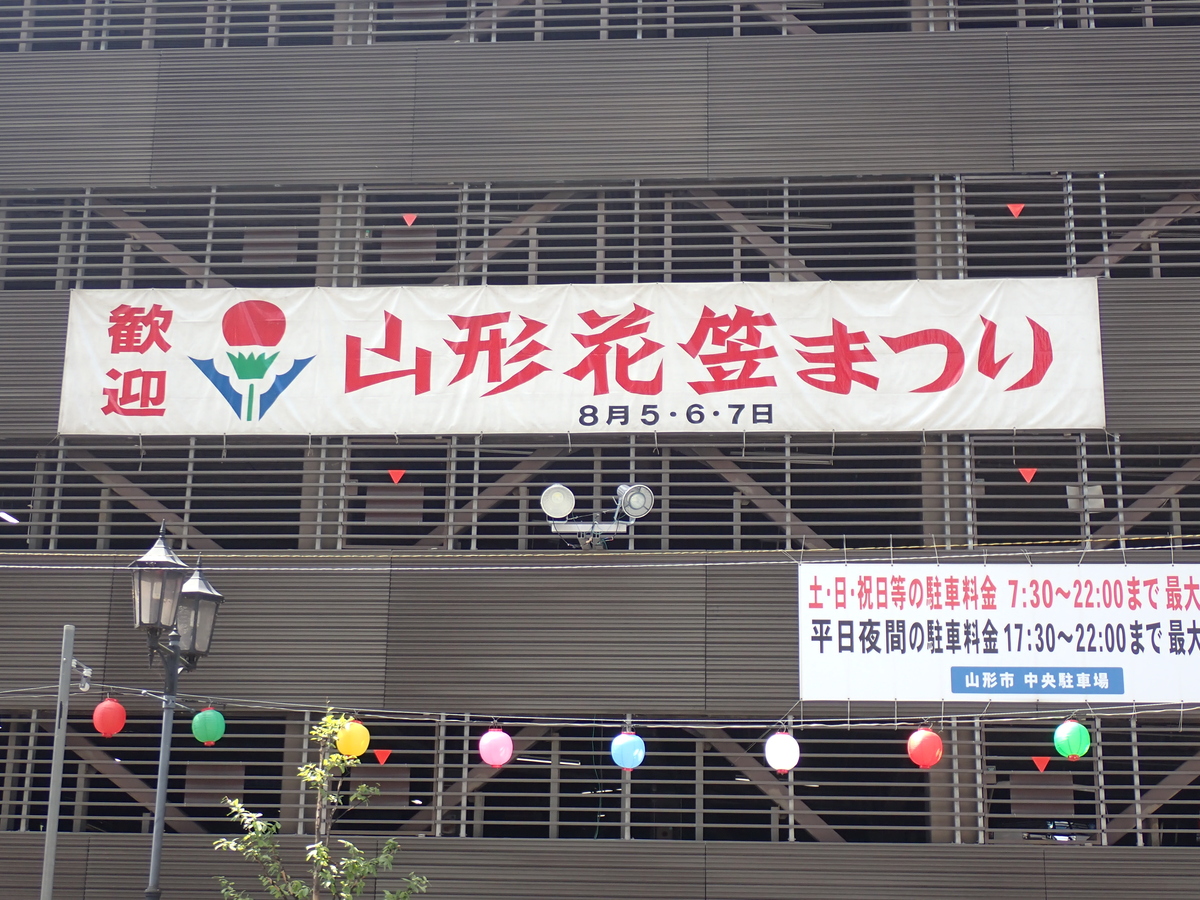 歓迎
山形花笠まつり
8月5・6・7日
土・日・祝日等の駐車料金 7:30〜22:00まで 最大
平日夜間の駐車料金 17:30〜22:00まで 最大
山形市 中央駐車場